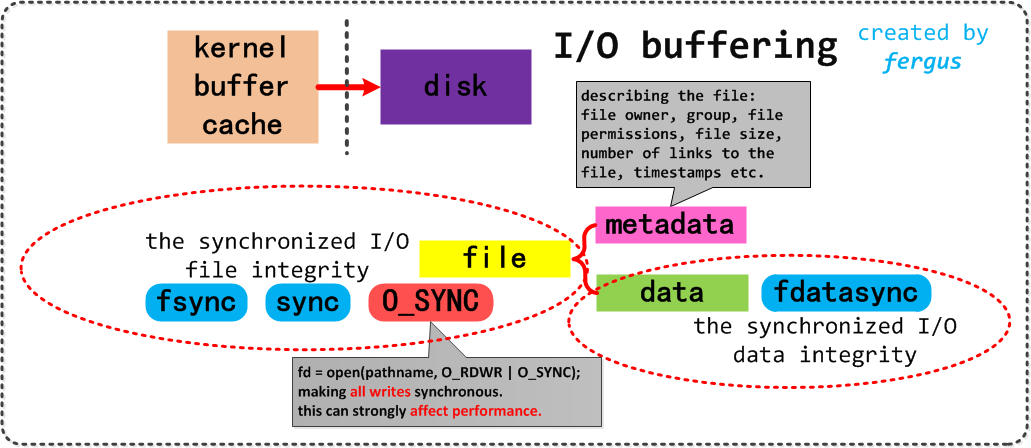 I/O buffering
created by
fergus
kernel
buffer
cache
disk
describing the file:
file owner, group, file
permissions, file size,
number of links to the
file, timestamps etc.
metadata
the synchronized I/O
file integrity
file
fsync
sync
O_SYNC
data
fdatasync
the synchronized I/O
data integrity
fd = open(pathname, O_RDWR | O_SYNC);
making all writes synchronous.
this can strongly affect performance.